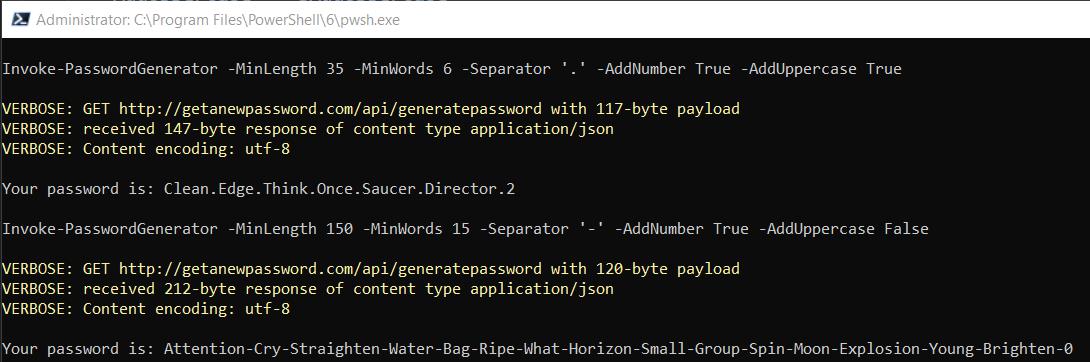 Administrator: C:\Program Files\PowerShell\6\pwsh.exe
Invoke-PasswordGenerator -MinLength 35 -MinWords 6 -Separator '.' -AddNumber True -AddUppercase True
VERBOSE: GET http://getanewpassword.com/api/generatepassword with 117-byte payload
VERBOSE: received 147-byte response of content type application/json
VERBOSE: Content encoding: utf-8
Your password is: Clean.Edge.Think.Once.Saucer.Director.2
Invoke-PasswordGenerator -MinLength 150 -MinWords 15 -Separator '-' -AddNumber True -AddUppercase False
VERBOSE: GET http://getanewpassword.com/api/generatepassword with 120-byte payload
VERBOSE: received 212-byte response of content type application/json
VERBOSE: Content encoding: utf-8
Your password is: Attention-Cry-Straighten-Water-Bag-Ripe-What-Horizon-Small-Group-Spin-Moon-Explosion-Young-Brighten-0